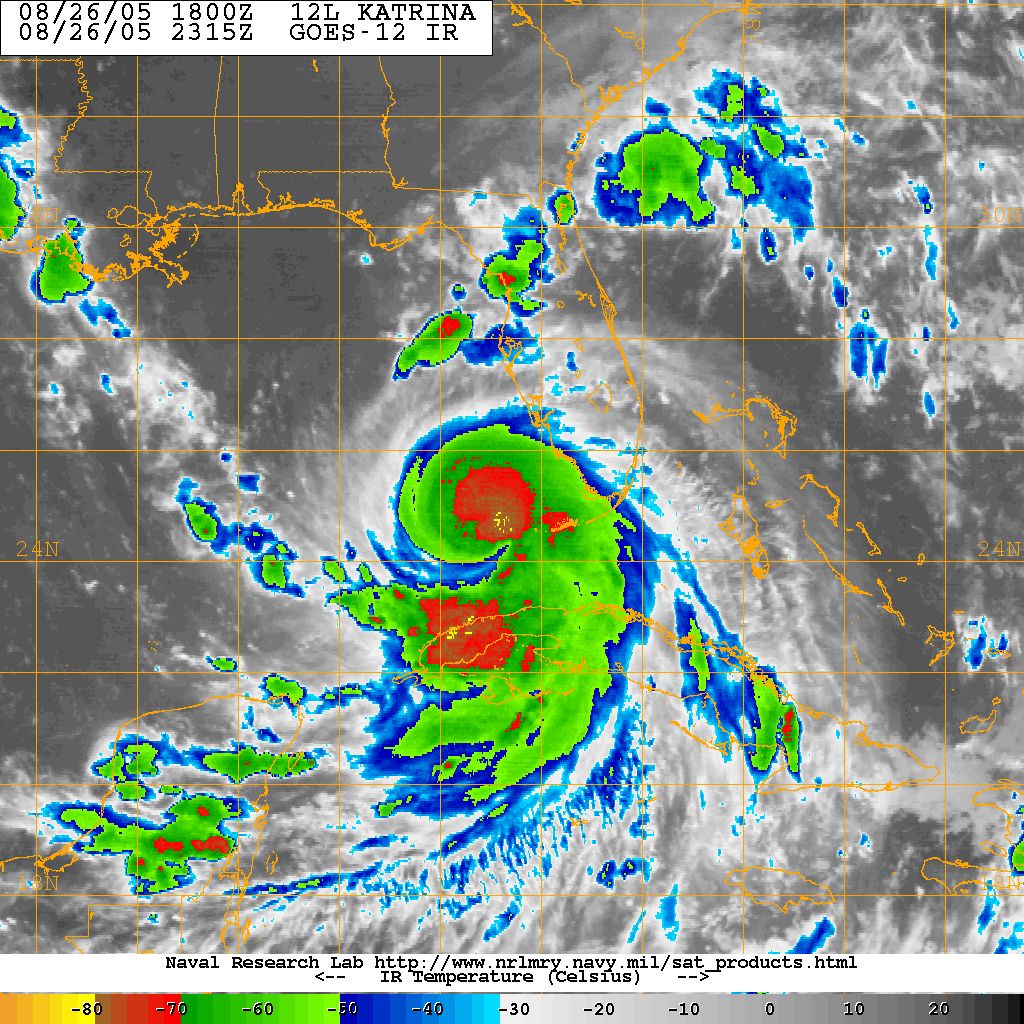 08/26/05 1800Z 12L KATRINA
08/26/05 2315Z GOES-12 IR
30N
24N 24N
18N
Naval Research Lab http://www.nrlmry.navy.mil/sat_products.html
<-- IR Temperature (Celsius) -->
-80 -70 -60 -50 -40 -30 -20 -10 0 10 20